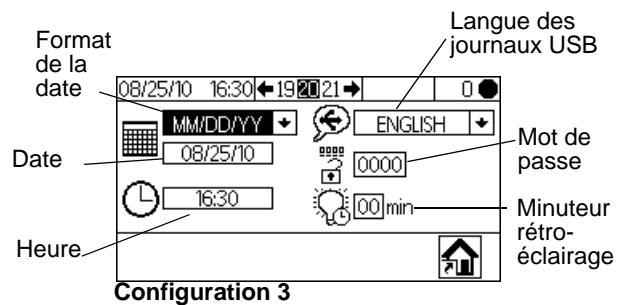 Format
de la
date
Langue des
journaux USB
08/25/10 16:30 19 20 21 0
MM/DD/YY
ENGLISH
Date
08/25/10
0000
Mot de
passe
Heure
16:30
00 min
Minuteur
rétro-
éclairage
Configuration 3